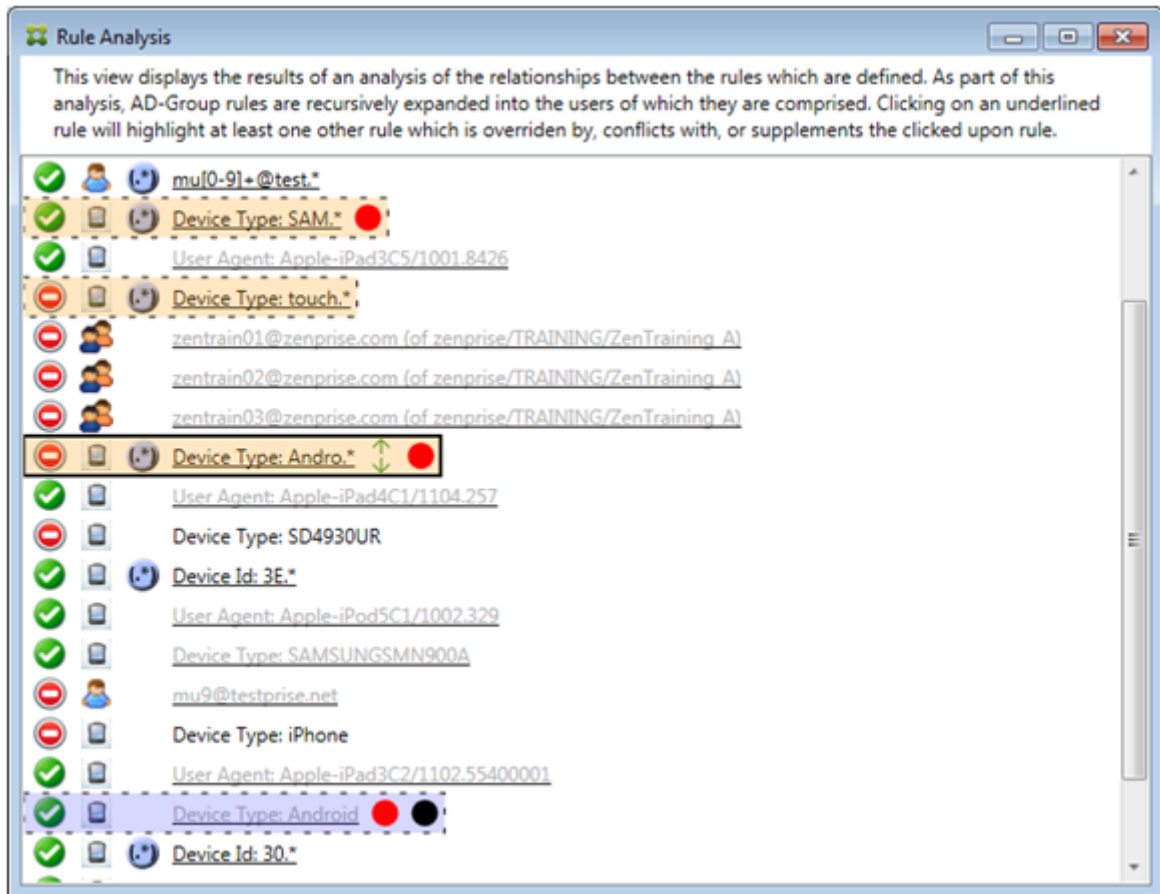 Rule Analysis
This view displays the results of an analysis of the relationships between the rules which are defined. As part of this
analysis, AD-Group rules are recursively expanded into the users of which they are comprised. Clicking on an underlined
rule will highlight at least one other rule which is overriden by, conflicts with, or supplements the clicked upon rule.
(.*) mu[0-9]+@test.*
(.*) Device Type: SAM.*
User Agent: Apple-iPad3C5/1001.8426
(.*) Device Type: touch.*
zentrain01@zenprise.com (of zenprise/TRAINING/ZenTraining_A)
zentrain02@zenprise.com (of zenprise/TRAINING/ZenTraining_A)
zentrain03@zenprise.com (of zenprise/TRAINING/ZenTraining_A)
(.*) Device Type: Andro.*
User Agent: Apple-iPad4C1/1104.257
Device Type: SD4930UR
(.*) Device Id: 3E.*
User Agent: Apple-iPod5C1/1002.329
Device Type: SAMSUNGSMN900A
mu9@testprise.net
Device Type: iPhone
User Agent: Apple-iPad3C2/1102.55400001
Device Type: Android
(.*) Device Id: 30.*